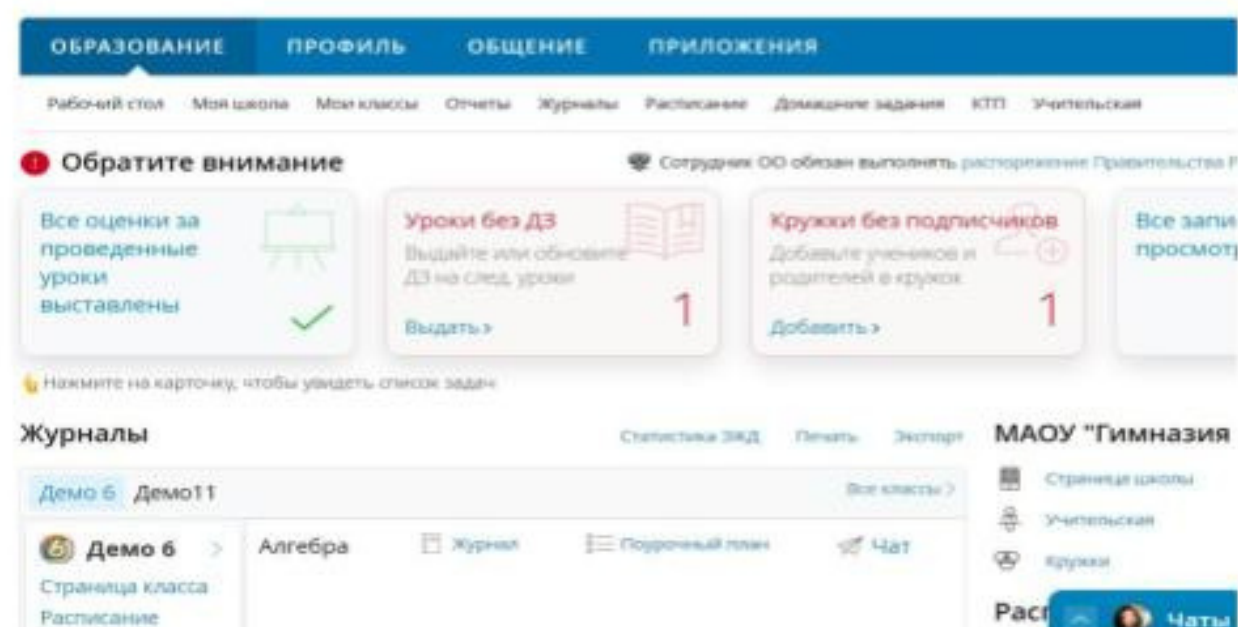 ОБРАЗОВАНИЕ ПРОФИЛЬ ОБЩЕНИЕ ПРИЛОЖЕНИЯ
Рабочий стол Моя школа Мои классы Отчеты Журналы Расписание Домашние задания КТП Учительская
Обратите внимание
Сотрудник ОО обязан выполнять распоряжение Правительства Р
Все оценки за
проведенные
уроки
выставлены
Уроки без ДЗ
Выдайте или обновите
ДЗ на след. уроки
1
Выдать >
Кружки без подписчиков
Добавьте учеников и
родителей в кружок
1
Добавить >
Все запи
просмот
Нажмите на карточку, чтобы увидеть список задач
Журналы
Статистика ЭЖД Печать Экспорт
МАОУ "Гимназия
Демо 6 Демо11 Все классы >
Страница школы
Учительская
Кружки
Демо 6 >
Алгебра Журнал Поурочный план Чат
Страница класса
Расписание
Расп
Чаты